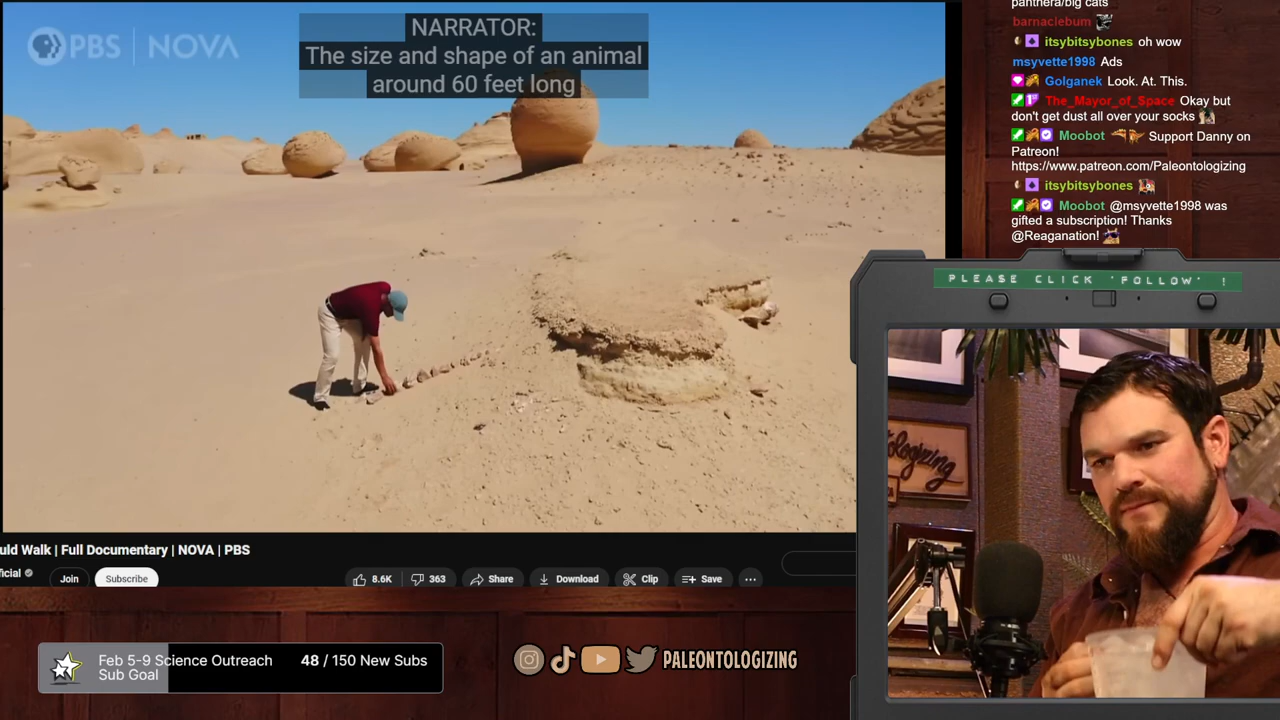 PBS | NOVA
NARRATOR:
The size and shape of an animal
around 60 feet long
uld Walk | Full Documentary | NOVA | PBS
ficial
Join
Subscribe
8.6K
363
Share
Download
Clip
Save
Feb 5-9 Science Outreach
Sub Goal
48 / 150 New Subs
PALEONTOLOGIZING
panthera/big cats
barnaciebum
itsybitsybones oh wow
msyvette1998 Ads
Golganek Look. At. This.
The_Mayor_of_Space Okay but
don't get dust all over your socks
Moobot Support Danny on
Patreon!
https://www.patreon.com/Paleontologizing
itsybitsybones
Moobot @msyvette1998 was
gifted a subscription! Thanks
@Reaganation!
PLEASE CLICK "FOLLOW" !
ologizing